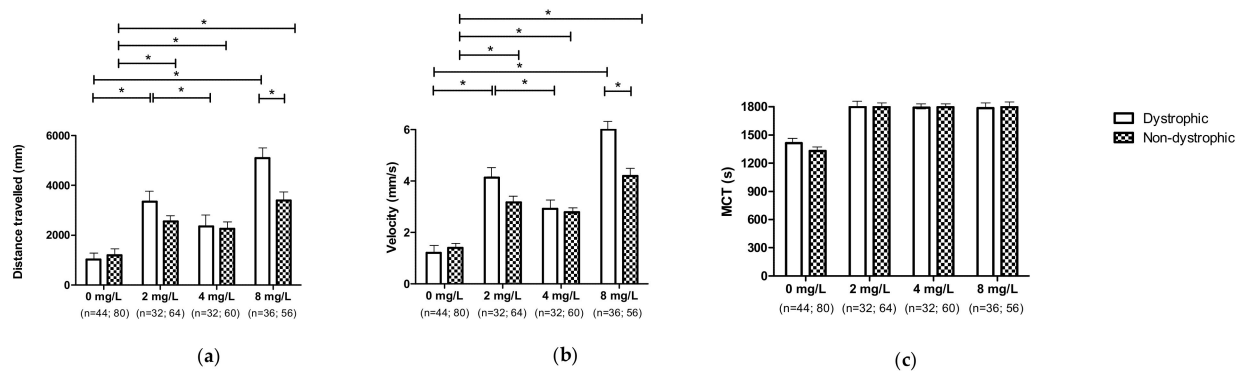 *
*
*
*
*
*
*
Distance travelled (mm)
6000
4000
2000
0
0 mg/L
2 mg/L
4 mg/L
8 mg/L
(n=44; 80)
(n=32; 64)
(n=32; 60)
(n=36; 56)
(a)
*
*
*
*
*
*
*
Velocity (mm/s)
6
4
2
0
0 mg/L
2 mg/L
4 mg/L
8 mg/L
(n=44; 80)
(n=32; 64)
(n=32; 60)
(n=36; 56)
(b)
MCT (s)
1800
1500
1200
900
600
300
0
0 mg/L
2 mg/L
4 mg/L
8 mg/L
(n=44; 80)
(n=32; 64)
(n=32; 60)
(n=36; 56)
(c)
Dystrophic
Non-dystrophic